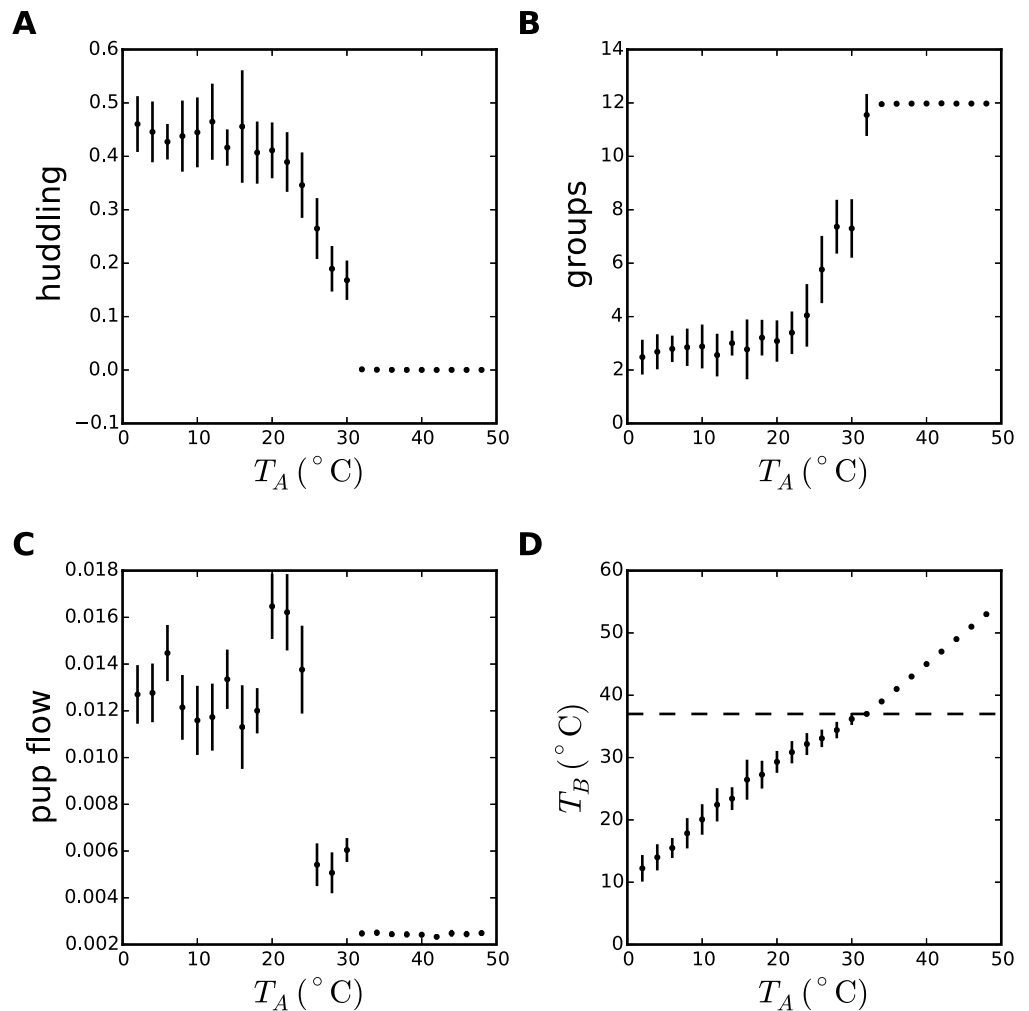 A
0.6
0.5
0.4
0.3
0.2
0.1
0.0
−0.1
huddling
0 10 20 30 40 50
T_A (°C)
B
14
12
10
8
6
4
2
0
groups
0 10 20 30 40 50
T_A (°C)
C
0.018
0.016
0.014
0.012
0.010
0.008
0.006
0.004
0.002
pup flow
0 10 20 30 40 50
T_A (°C)
D
60
50
40
30
20
10
0
T_B (°C)
0 10 20 30 40 50
T_A (°C)